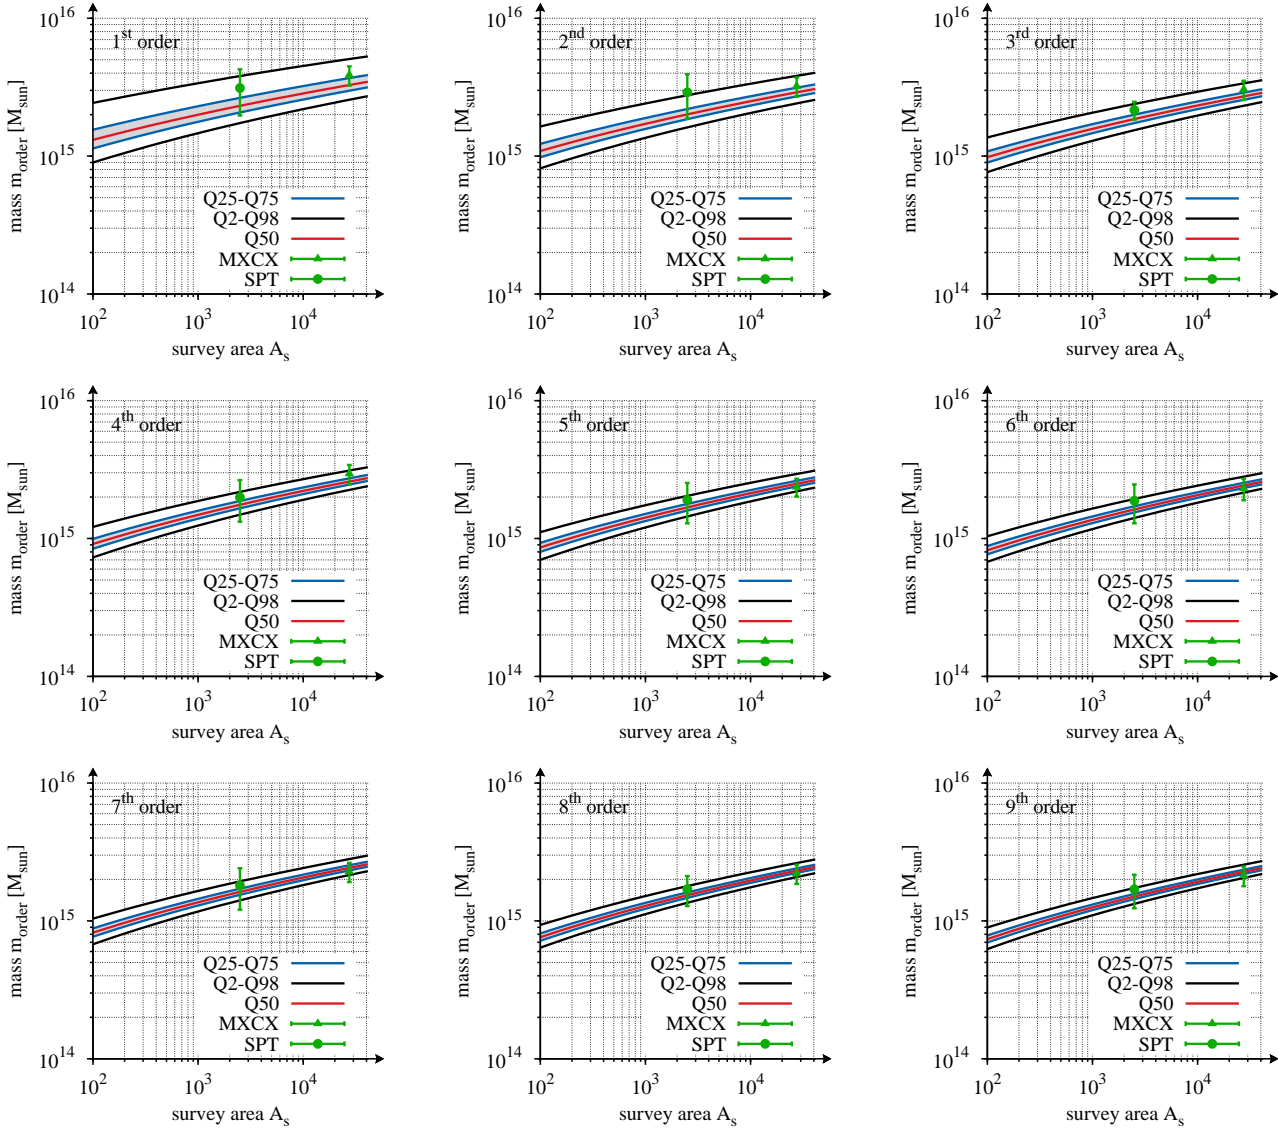 1st order
mass m_order [M_sun]
10^16
10^15
10^14
Q25-Q75
Q2-Q98
Q50
MXCX
SPT
10^2 10^3 10^4
survey area A_s
2nd order
mass m_order [M_sun]
10^16
10^15
10^14
Q25-Q75
Q2-Q98
Q50
MXCX
SPT
10^2 10^3 10^4
survey area A_s
3rd order
mass m_order [M_sun]
10^16
10^15
10^14
Q25-Q75
Q2-Q98
Q50
MXCX
SPT
10^2 10^3 10^4
survey area A_s
4th order
mass m_order [M_sun]
10^16
10^15
10^14
Q25-Q75
Q2-Q98
Q50
MXCX
SPT
10^2 10^3 10^4
survey area A_s
5th order
mass m_order [M_sun]
10^16
10^15
10^14
Q25-Q75
Q2-Q98
Q50
MXCX
SPT
10^2 10^3 10^4
survey area A_s
6th order
mass m_order [M_sun]
10^16
10^15
10^14
Q25-Q75
Q2-Q98
Q50
MXCX
SPT
10^2 10^3 10^4
survey area A_s
7th order
mass m_order [M_sun]
10^16
10^15
10^14
Q25-Q75
Q2-Q98
Q50
MXCX
SPT
10^2 10^3 10^4
survey area A_s
8th order
mass m_order [M_sun]
10^16
10^15
10^14
Q25-Q75
Q2-Q98
Q50
MXCX
SPT
10^2 10^3 10^4
survey area A_s
9th order
mass m_order [M_sun]
10^16
10^15
10^14
Q25-Q75
Q2-Q98
Q50
MXCX
SPT
10^2 10^3 10^4
survey area A_s